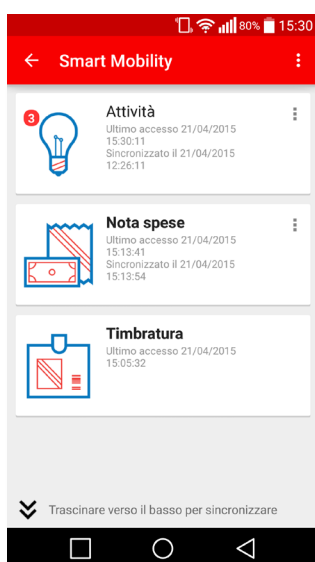 80% 15:30
Smart Mobility
3
Attività
Ultimo accesso 21/04/2015
15:30:11
Sincronizzato il 21/04/2015
12:26:11
Nota spese
Ultimo accesso 21/04/2015
15:13:41
Sincronizzato il 21/04/2015
15:13:54
Timbratura
Ultimo accesso 21/04/2015
15:05:32
Trascinare verso il basso per sincronizzare